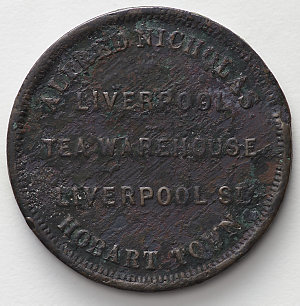 ALFRED NICHOLAS
LIVERPOOL
TEA WAREHOUSE
LIVERPOOL ST.
HOBART TOWN